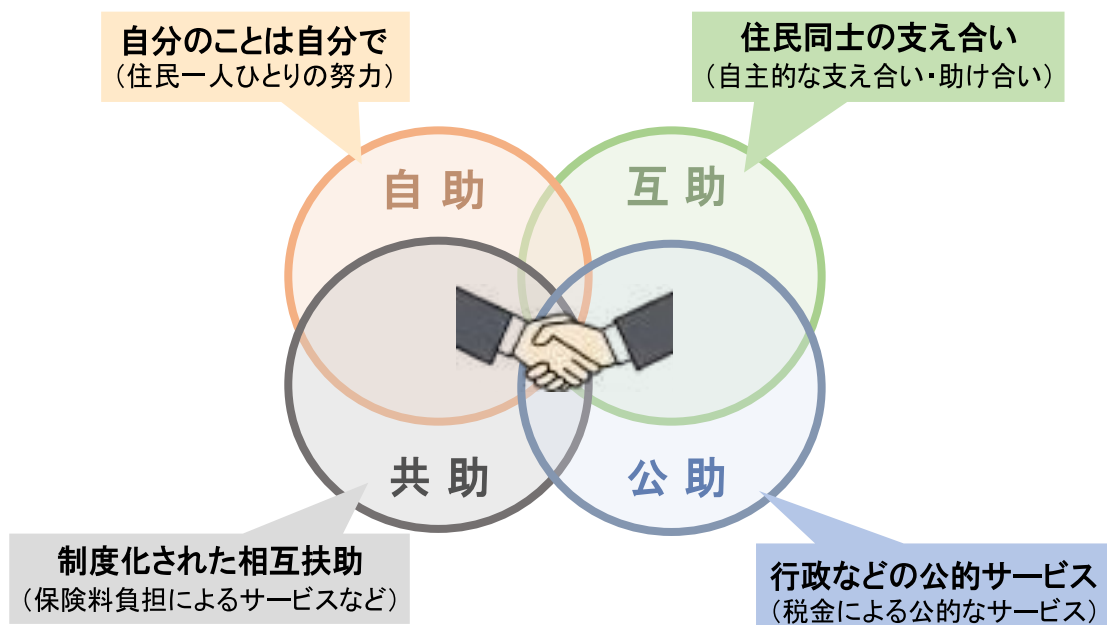 自分のことは自分で
（住民一人ひとりの努力）
住民同士の支え合い
（自主的な支え合い・助け合い）
自助
互助
共助
公助
制度化された相互扶助
（保険料負担によるサービスなど）
行政などの公的サービス
（税金による公的なサービス）